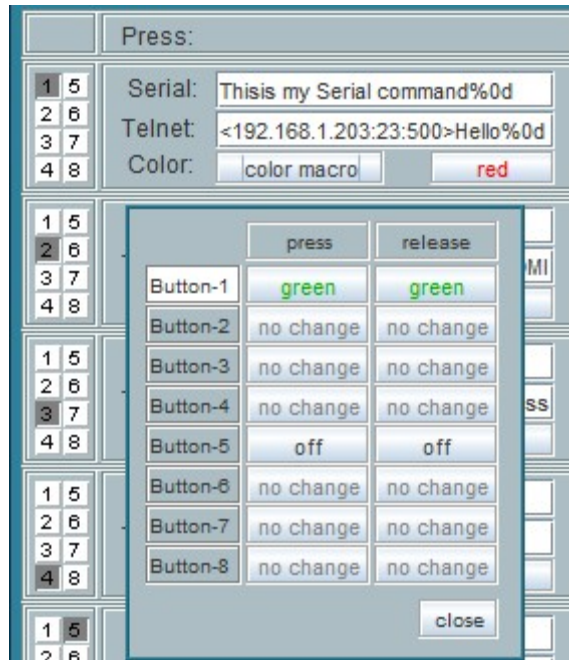 Press:
1 5
2 6
3 7
4 8
Serial: Thisis my Serial command%0d
Telnet: <192.168.1.203:23:500>Hello%0d
Color: color macro red
1 5
2 6
3 7
4 8
MI
press release
Button-1 green green
Button-2 no change no change
Button-3 no change no change
Button-4 no change no change
Button-5 off off
Button-6 no change no change
Button-7 no change no change
Button-8 no change no change
close
1 5
2 6
3 7
4 8
ss
1 5
2 6
3 7
4 8
1 5
2 6